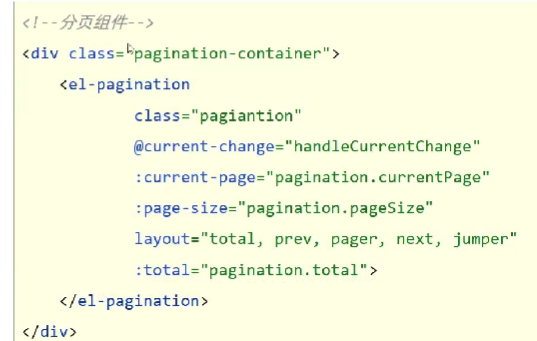 <!--分页组件-->
<div class="pagination-container">
<el-pagination
class="pagiantion"
@current-change="handleCurrentChange"
:current-page="pagination.currentPage"
:page-size="pagination.pageSize"
layout="total, prev, pager, next, jumper"
:total="pagination.total">
</el-pagination>
</div>